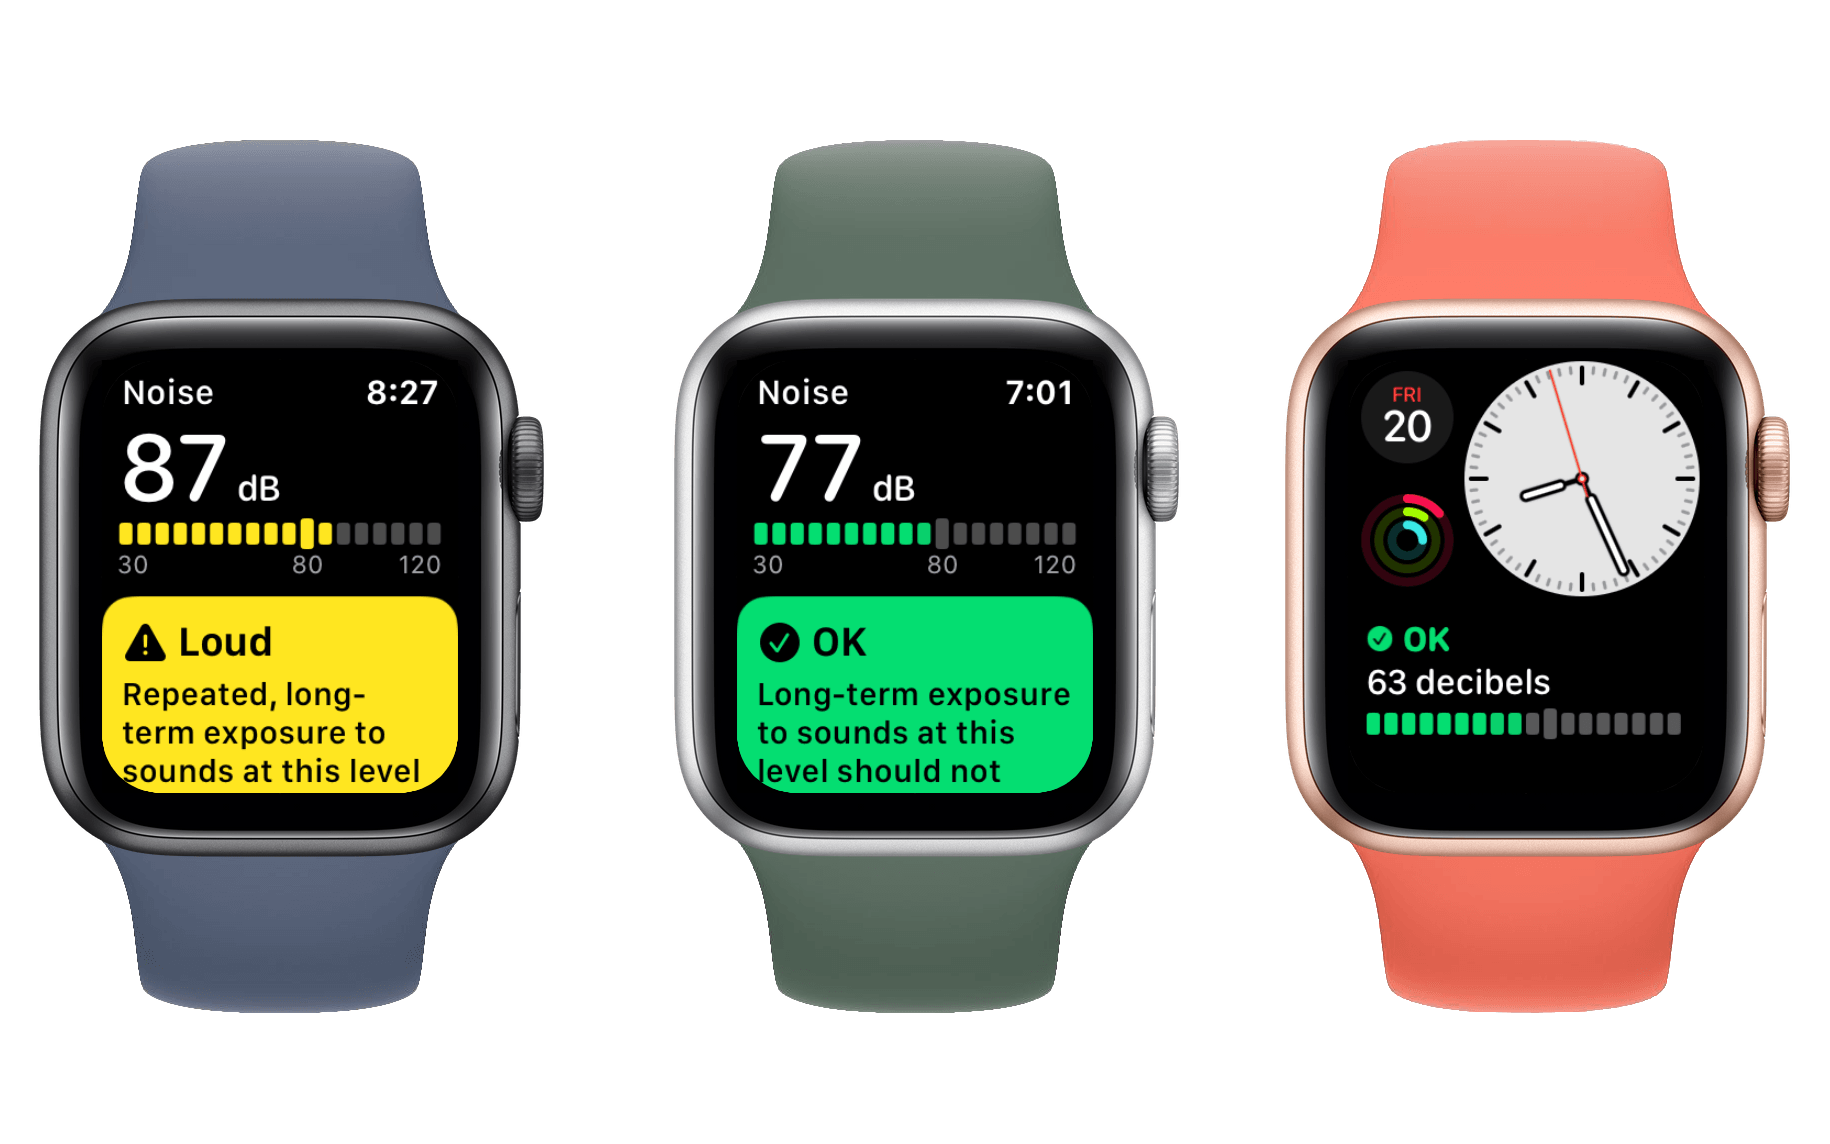 Noise 8:27
87 dB
30 80 120
Loud
Repeated, long-
term exposure to
sounds at this level
Noise 7:01
77 dB
30 80 120
OK
Long-term exposure
to sounds at this
level should not
FRI
20
OK
63 decibels